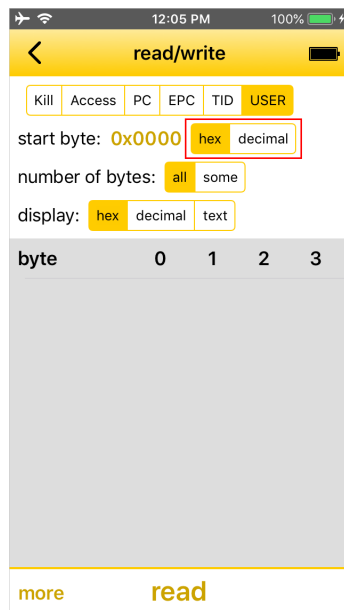 12:05 PM 100%
read/write
Kill Access PC EPC TID USER
start byte: 0x0000 hex decimal
number of bytes: all some
display: hex decimal text
byte 0 1 2 3
more read